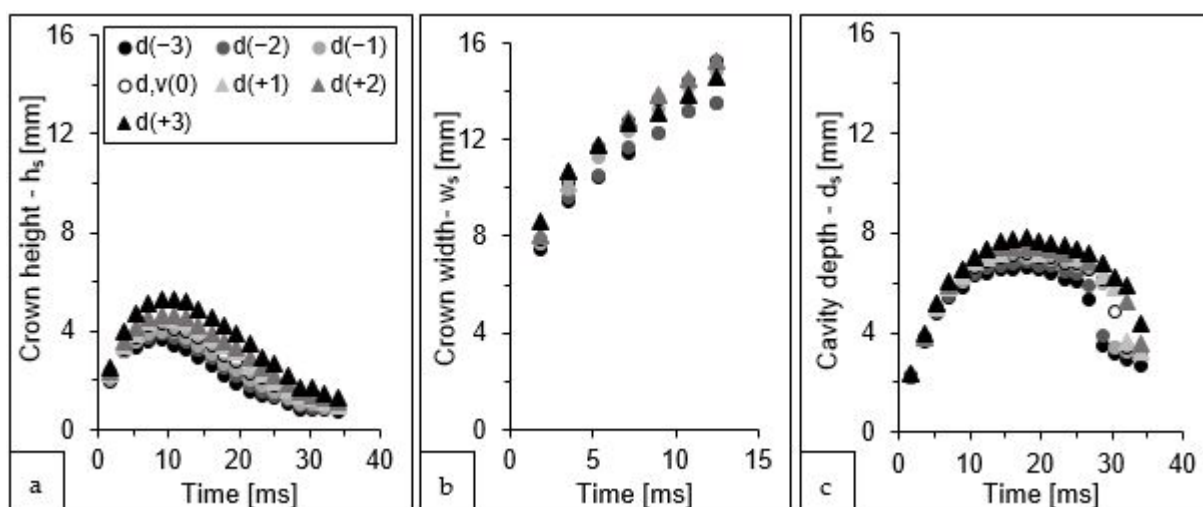 16
12
8
4
0
Crown height - hₛ [mm]
d(−3) d(−2) d(−1)
d,v(0) d(+1) d(+2)
d(+3)
0 10 20 30 40
Time [ms]
a
16
12
8
4
0
Crown width- wₛ [mm]
0 5 10 15
Time [ms]
b
16
12
8
4
0
Cavity depth - dₛ [mm]
0 10 20 30 40
Time [ms]
c